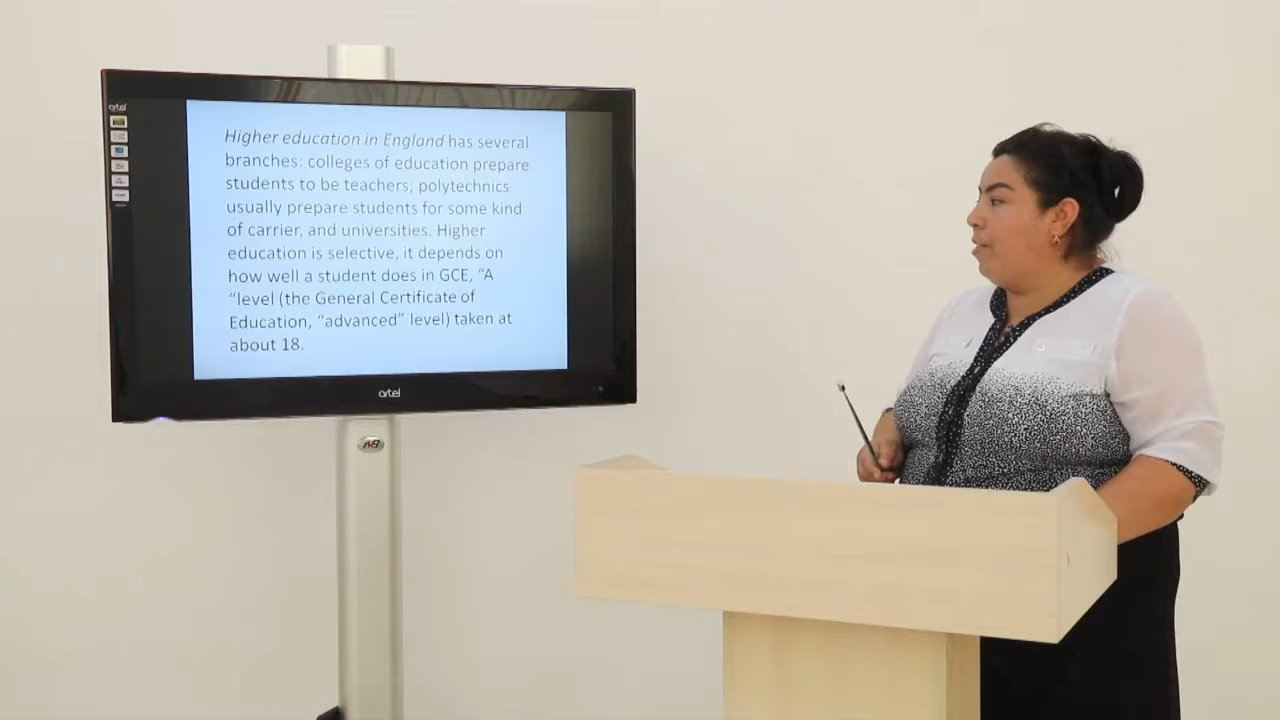 artel
Higher education in England has several
branches: colleges of education prepare
students to be teachers; polytechnics
usually prepare students for some kind
of carrier, and universities. Higher
education is selective, it depends on
how well a student does in GCE, “A
“level (the General Certificate of
Education, “advanced” level) taken at
about 18.
artel